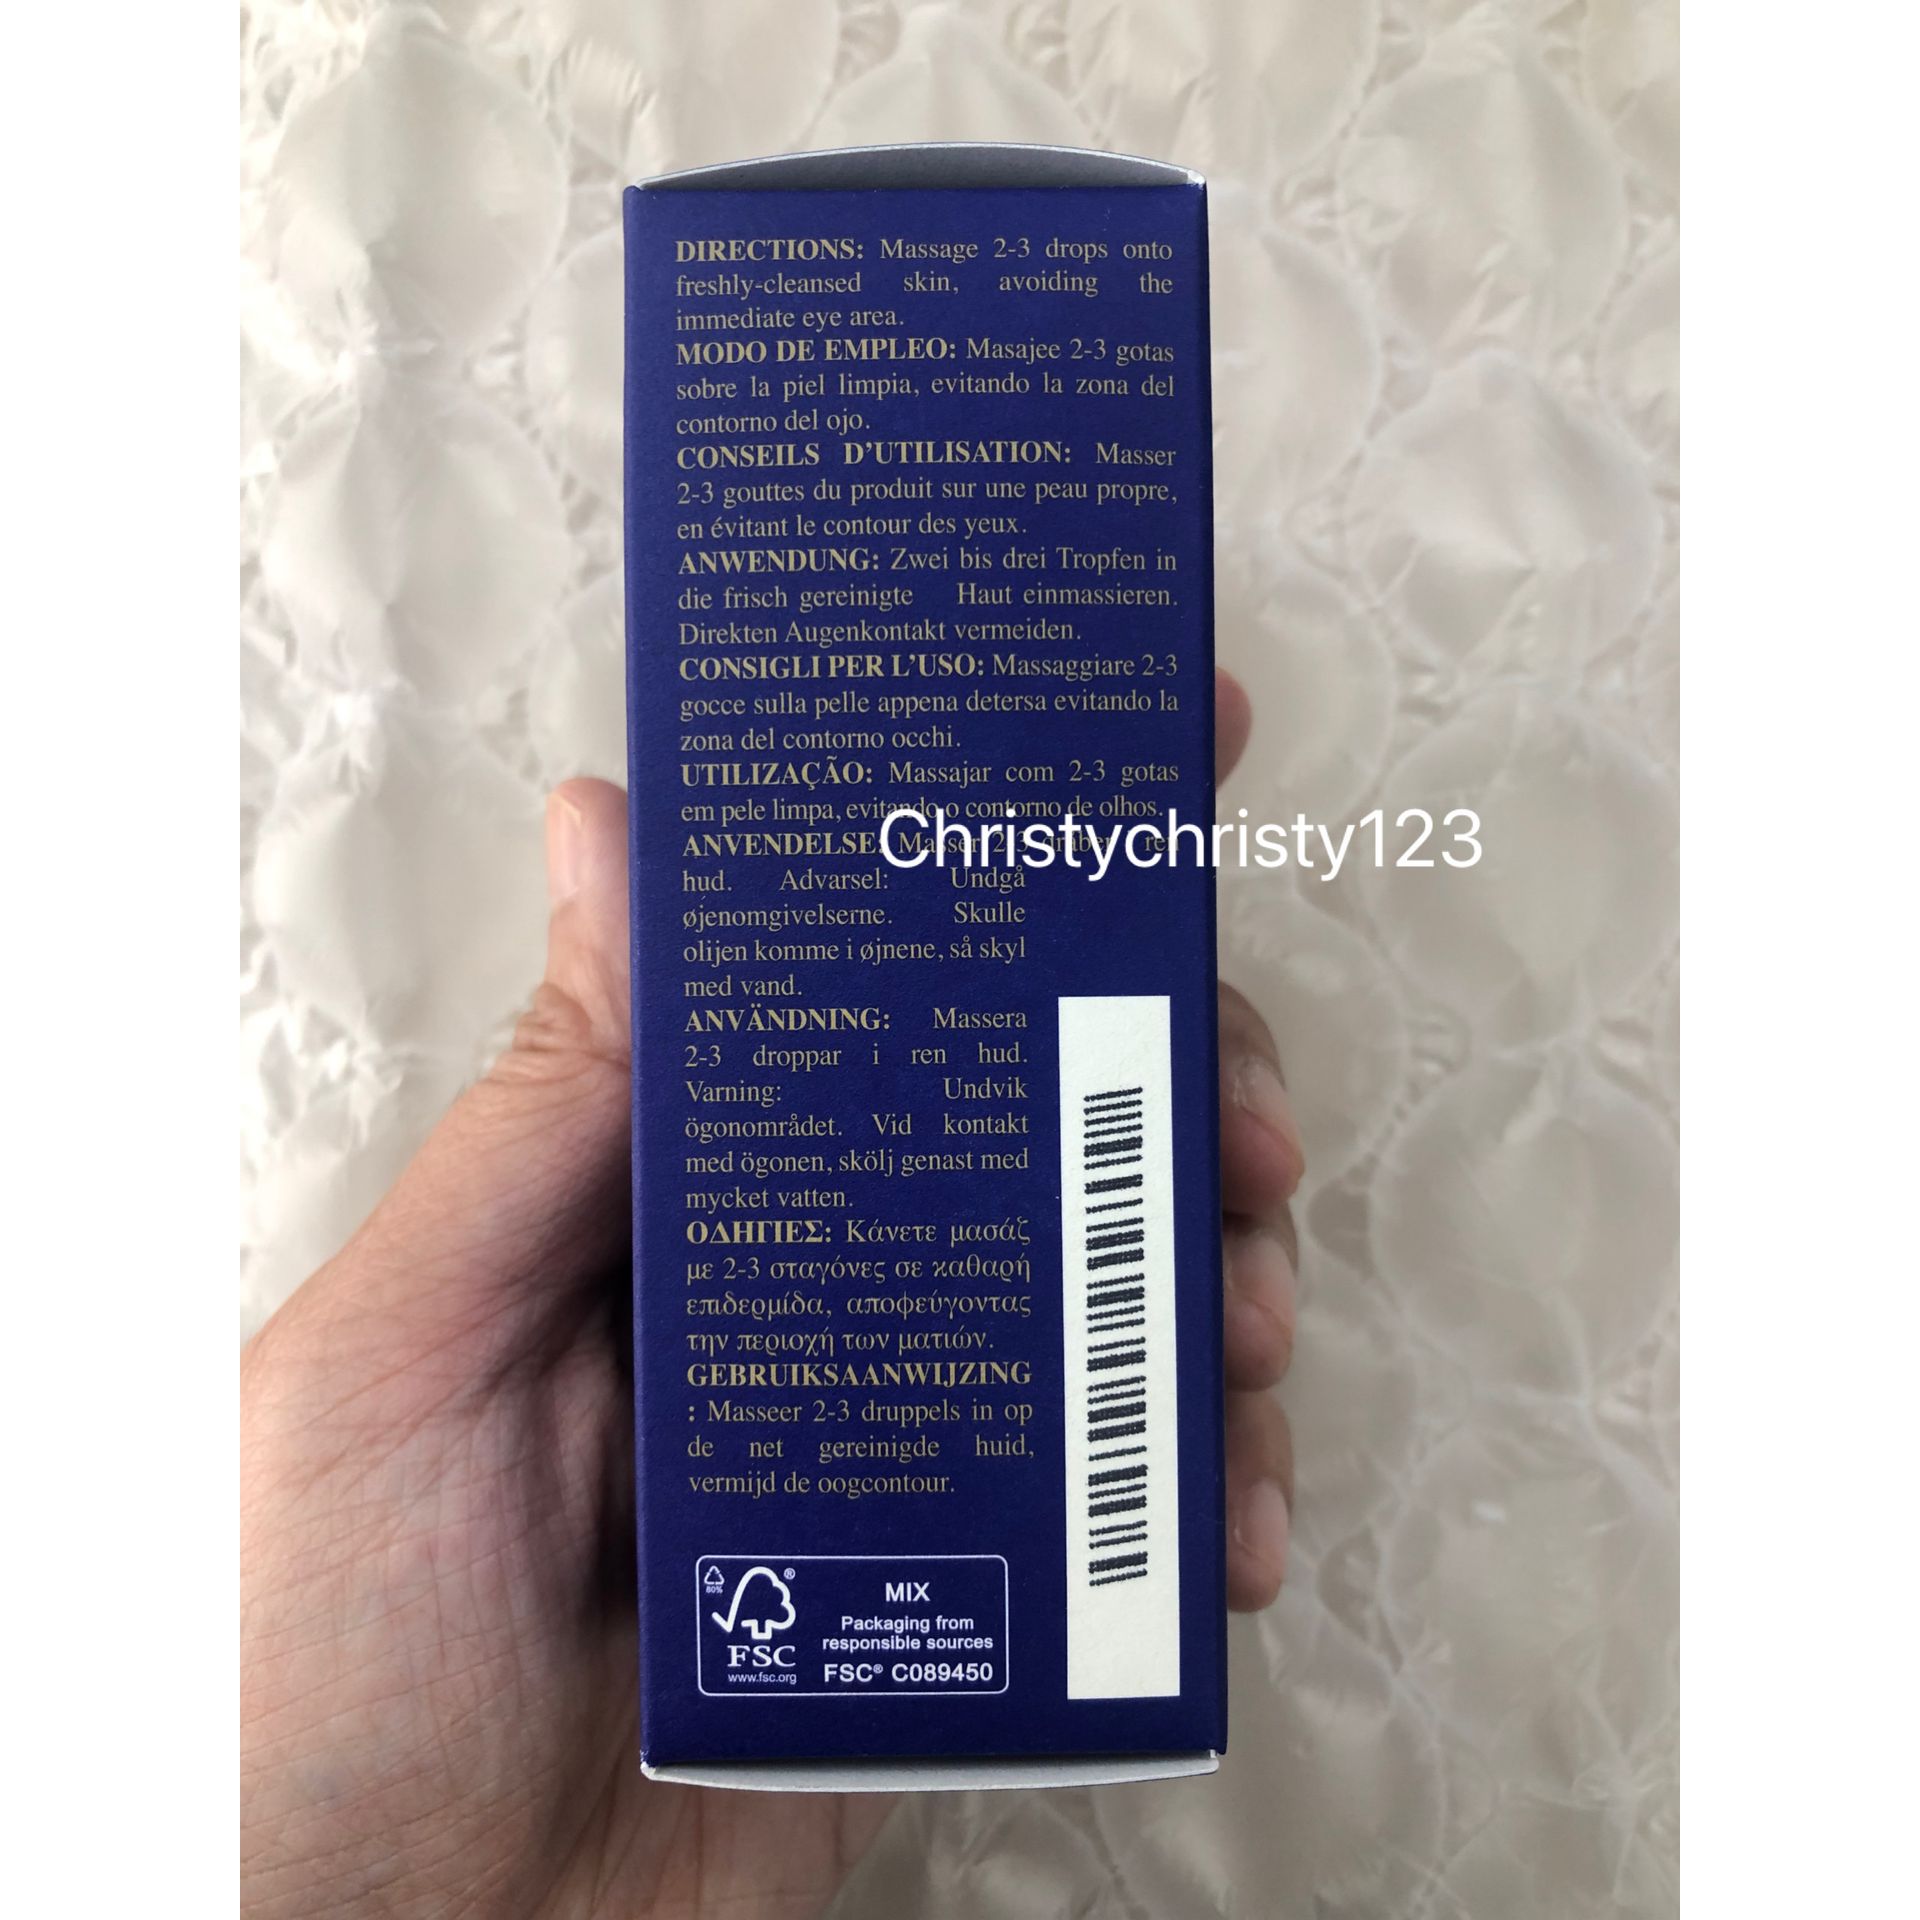 DIRECTIONS: Massage 2-3 drops onto
freshly-cleansed skin, avoiding the
immediate eye area.
MODO DE EMPLEO: Masajee 2-3 gotas
sobre la piel limpia, evitando la zona del
contorno del ojo.
CONSEILS D’UTILISATION: Masser
2-3 gouttes du produit sur une peau propre,
en évitant le contour des yeux.
ANWENDUNG: Zwei bis drei Tropfen in
die frisch gereinigte Haut einmassieren.
Direkten Augenkontakt vermeiden.
CONSIGLI PER L’USO: Massaggiare 2-3
gocce sulla pelle appena detersa evitando la
zona del contorno occhi.
UTILIZAÇÃO: Massajar com 2-3 gotas
em pele limpa, evitando o contorno de olhos.
Christychristy123
ANVENDELSE: Masser 2-3 dråber i ren
hud. Advarsel: Undgå
øjenomgivelserne. Skulle
olijen komme i øjnene, så skyl
med vand.
ANVÄNDNING: Massera
2-3 droppar i ren hud.
Varning: Undvik
ögonområdet. Vid kontakt
med ögonen, skölj genast med
mycket vatten.
ΟΔΗΓΙΕΣ: Κάνετε μασάζ
με 2-3 σταγόνες σε καθαρή
επιδερμίδα, αποφεύγοντας
την περιοχή των ματιών.
GEBRUIKSAANWIJZING
: Masseer 2-3 druppels in op
de net gereinigde huid,
vermijd de oogcontour.
80%
®
FSC
www.fsc.org
MIX
Packaging from
responsible sources
FSC® C089450